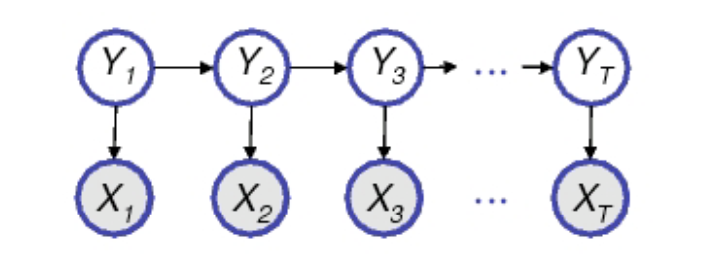 Y1 Y2 Y3 ... YT
X1 X2 X3 ... XT